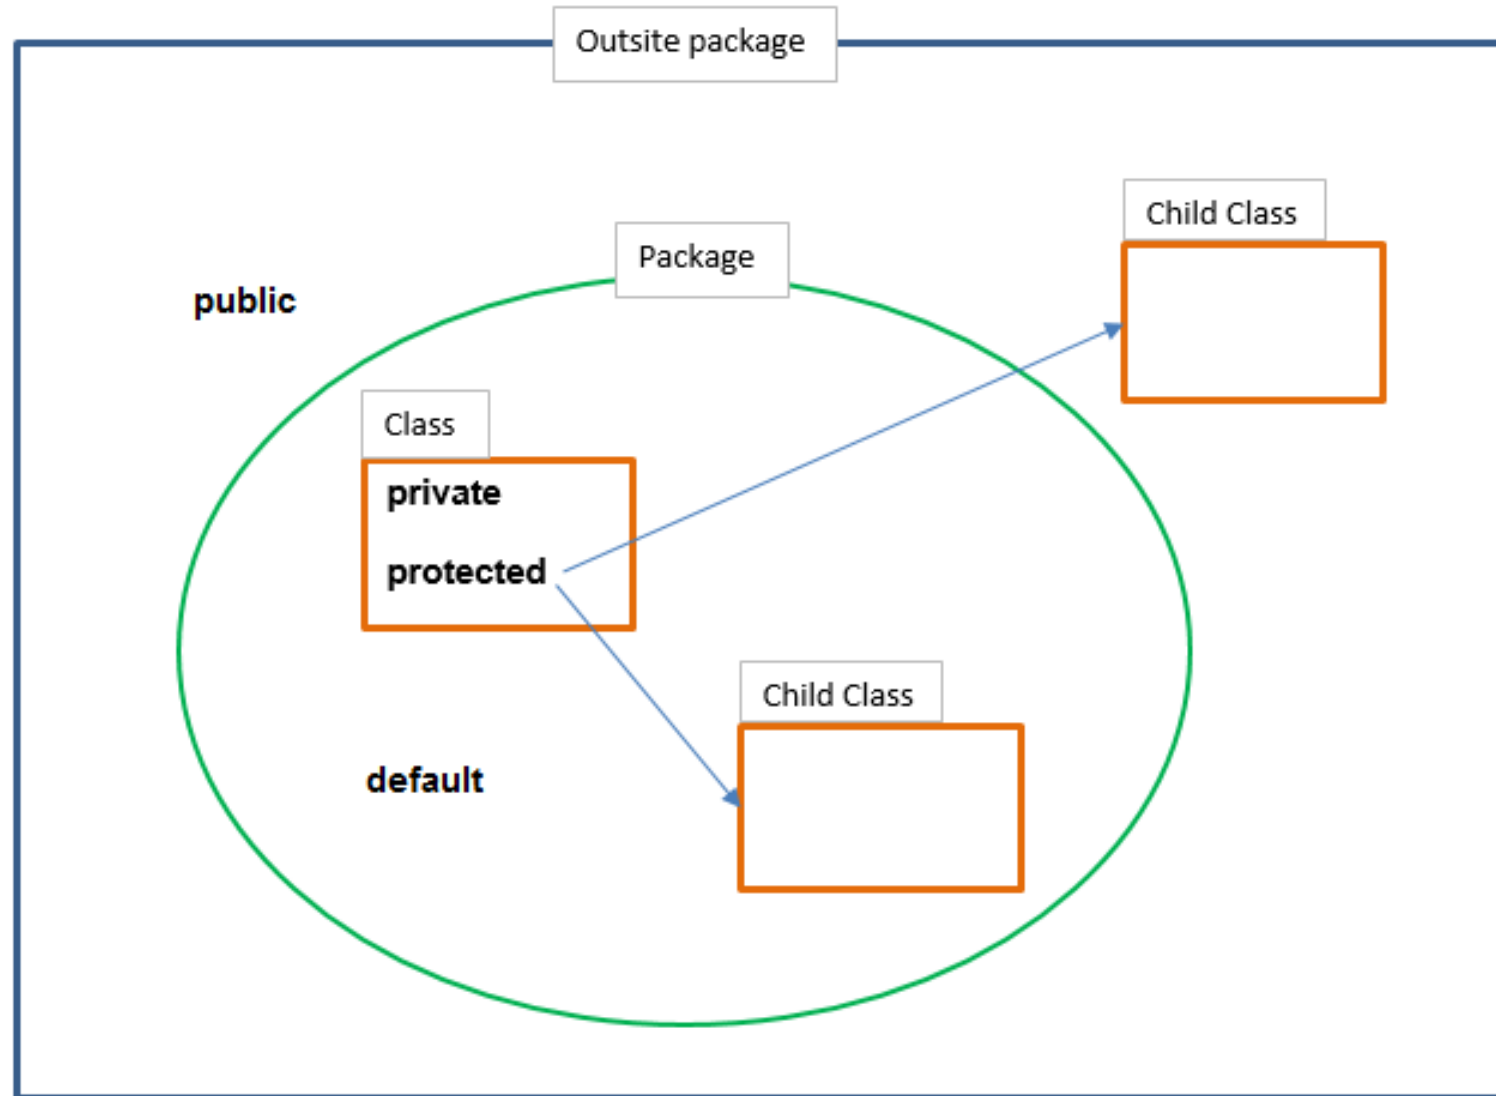 Outsite package
Child Class
Package
public
Class
private
protected
Child Class
default